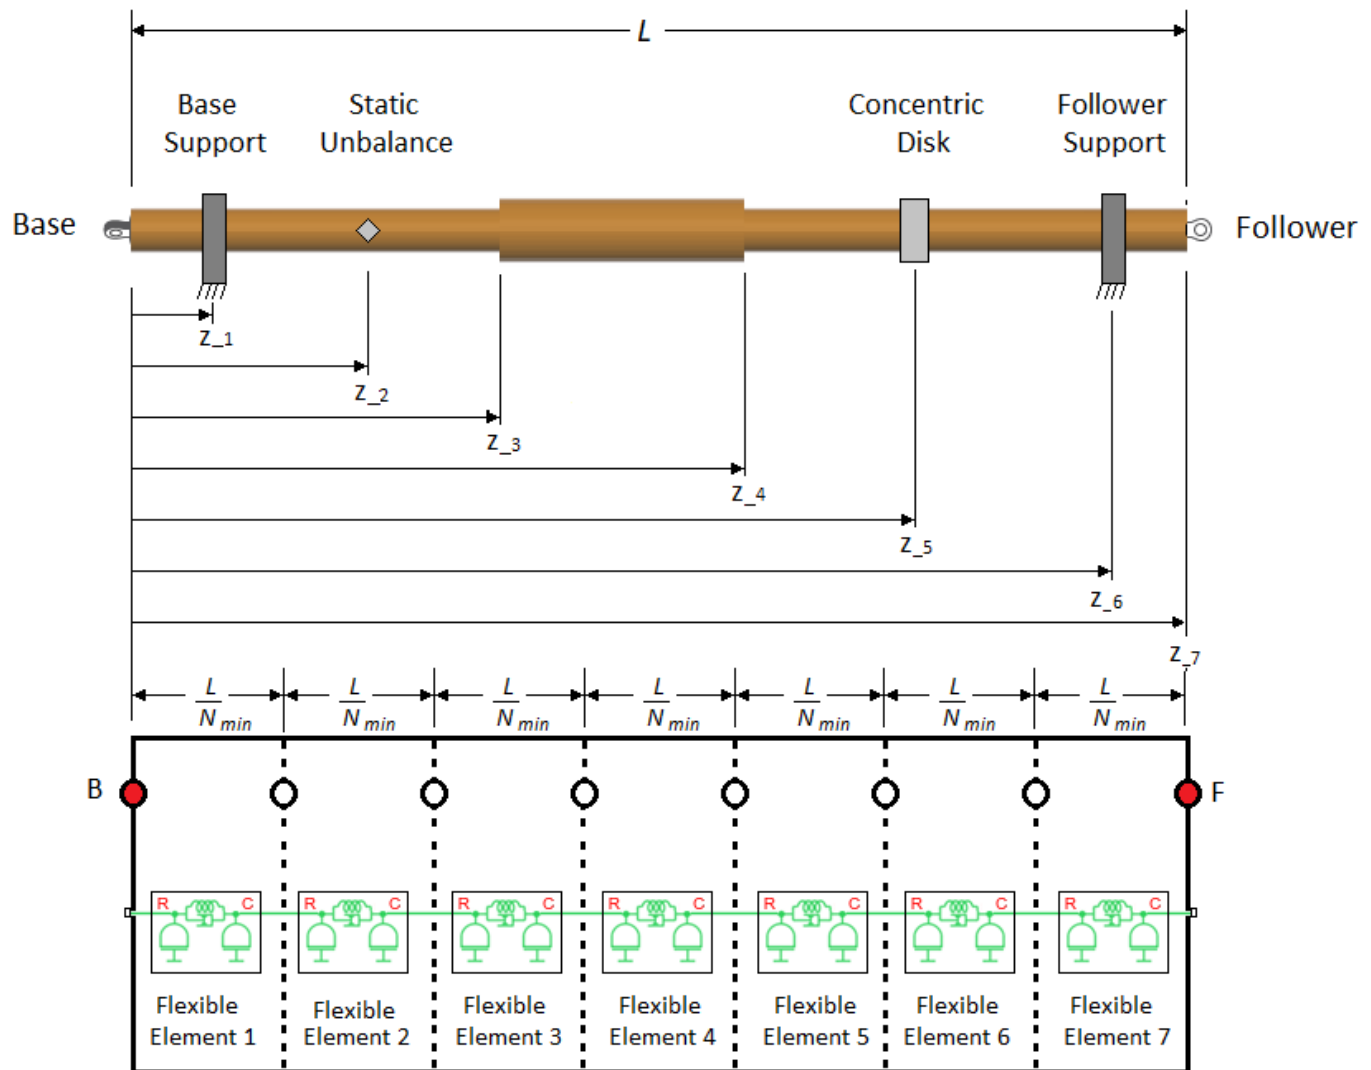 L
Base
Support
Static
Unbalance
Concentric
Disk
Follower
Support
Base
Follower
z_1
z_2
z_3
z_4
z_5
z_6
z_7
L
N min
L
N min
L
N min
L
N min
L
N min
L
N min
L
N min
B
F
R C
R C
R C
R C
R C
R C
R C
Flexible
Element 1
Flexible
Element 2
Flexible
Element 3
Flexible
Element 4
Flexible
Element 5
Flexible
Element 6
Flexible
Element 7